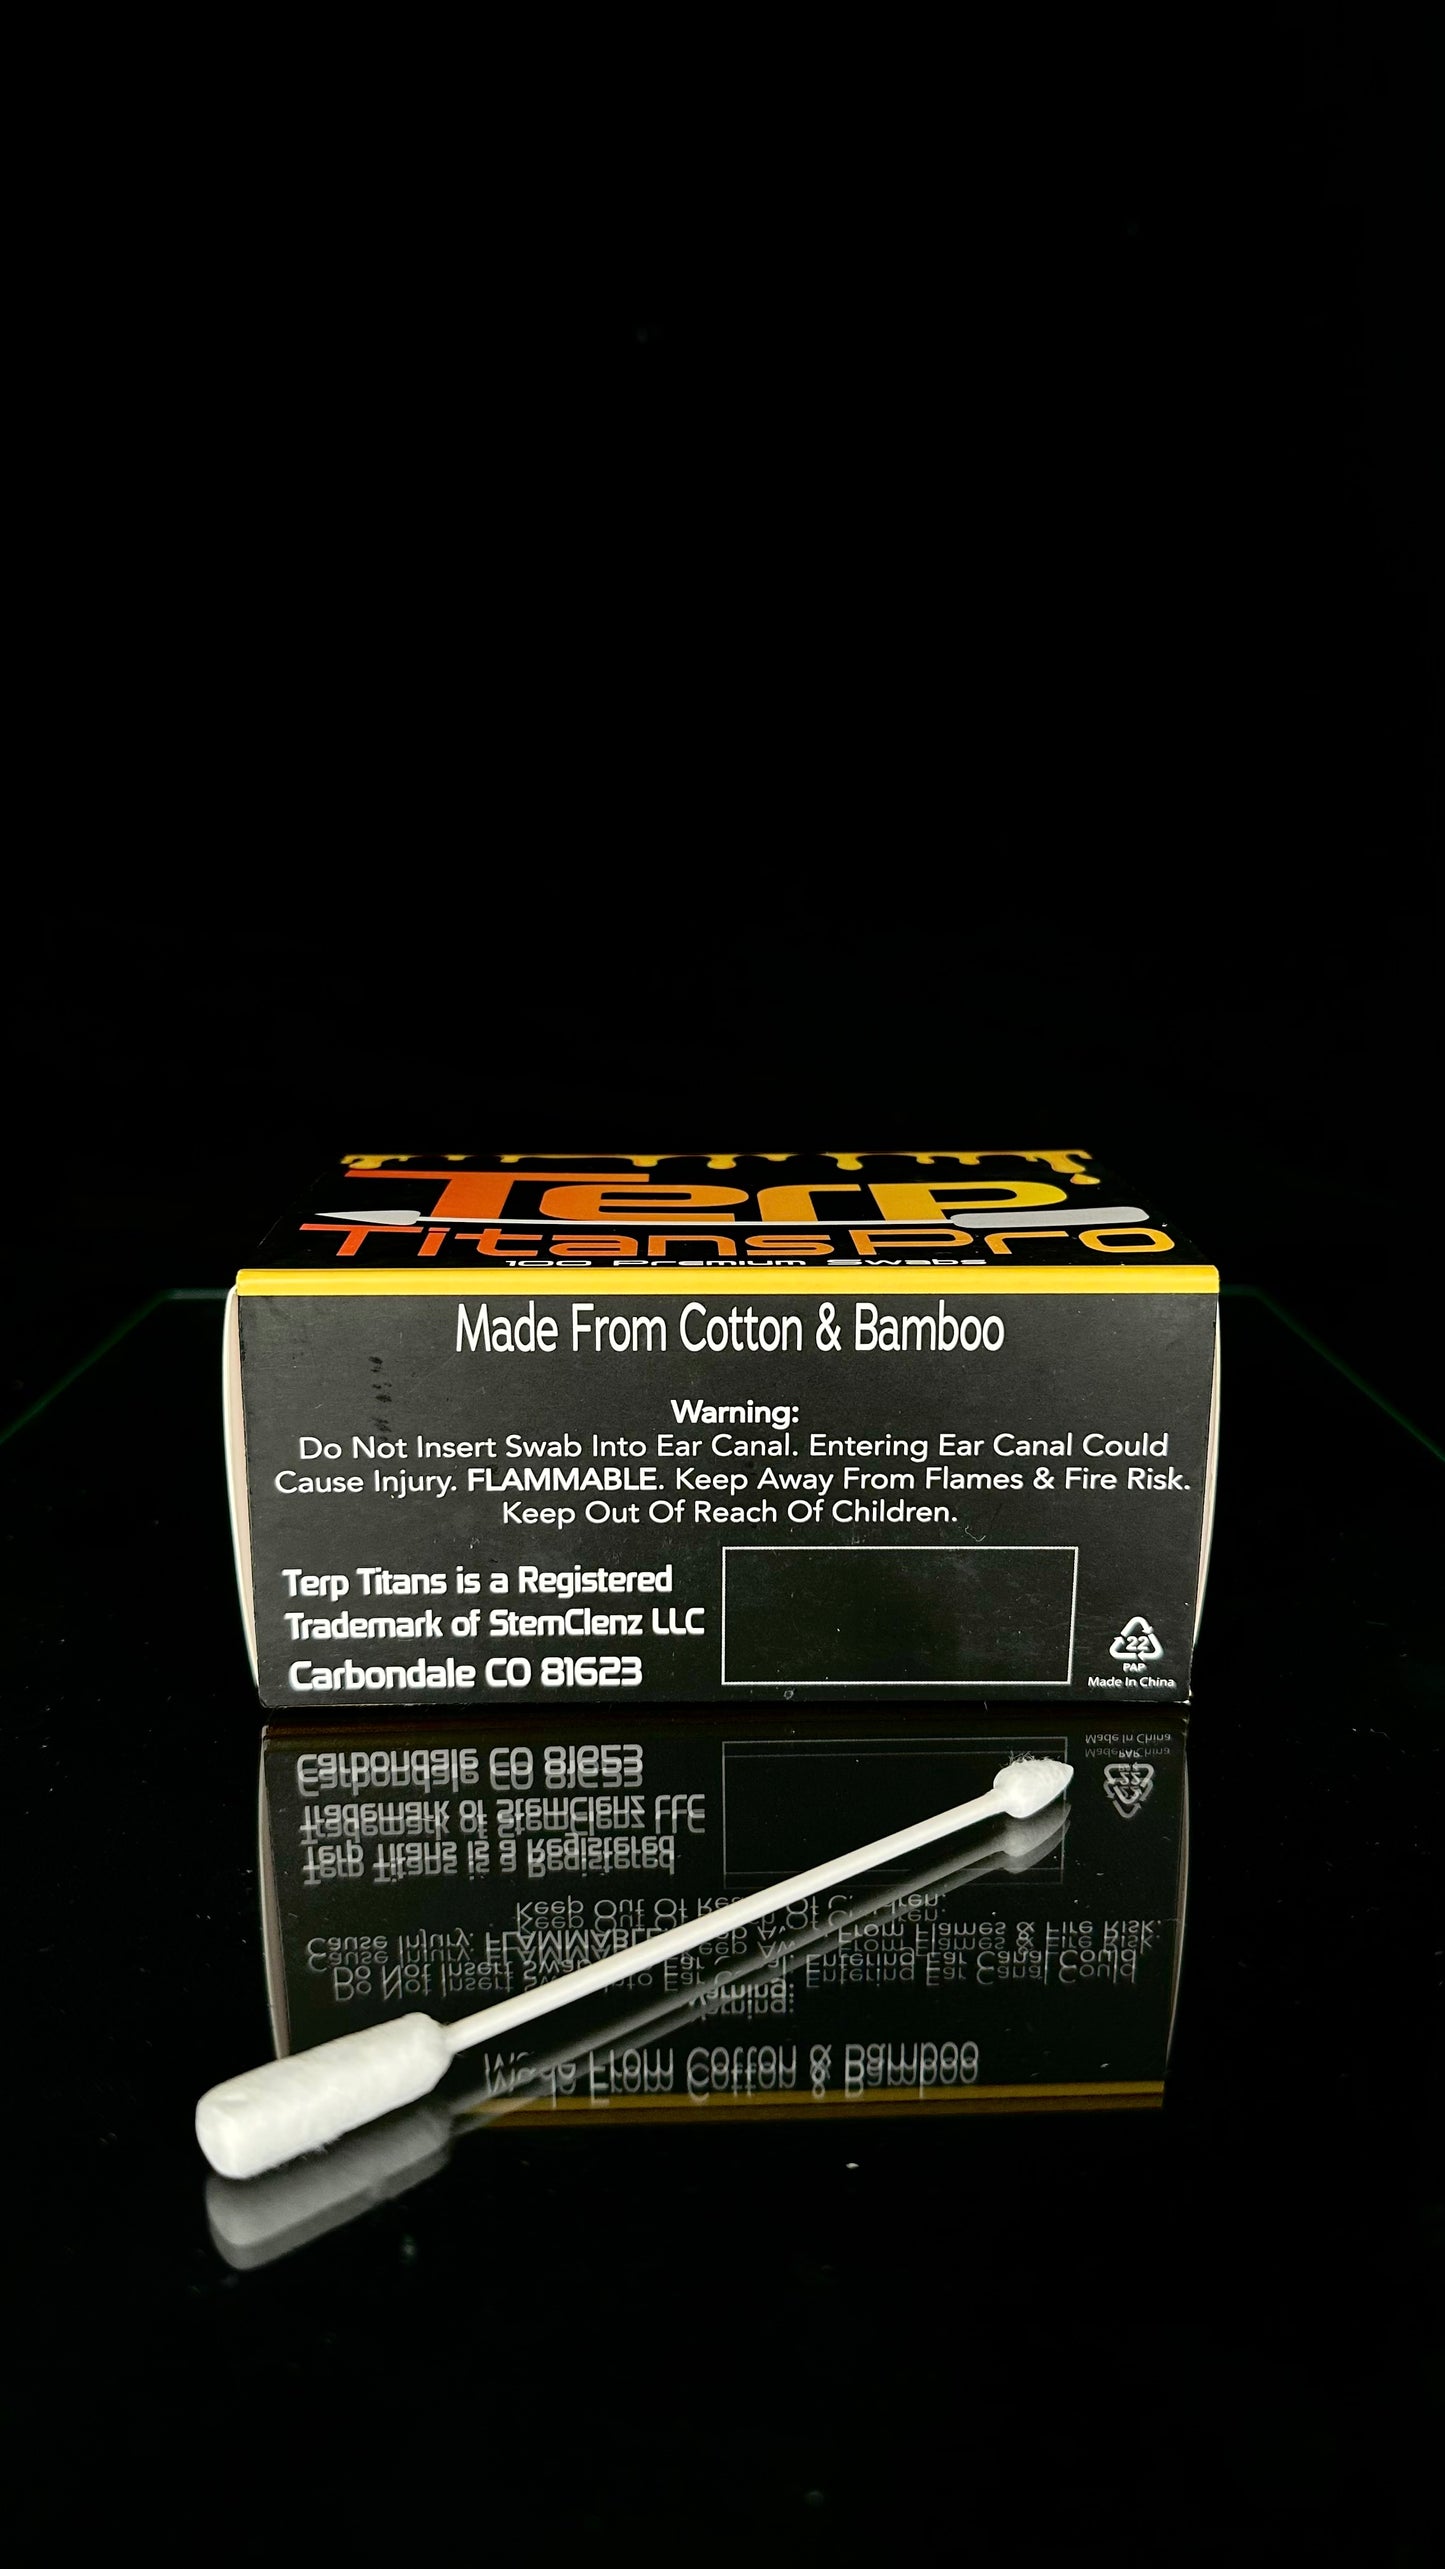 Terp
TitansPro
100 Premium Swabs
Made From Cotton & Bamboo
Warning:
Do Not Insert Swab Into Ear Canal. Entering Ear Canal Could
Cause Injury. FLAMMABLE. Keep Away From Flames & Fire Risk.
Keep Out Of Reach Of Children.
Terp Titans is a Registered
Trademark of StemClenz LLC
Carbondale CO 81623
22
PAP
Made In China